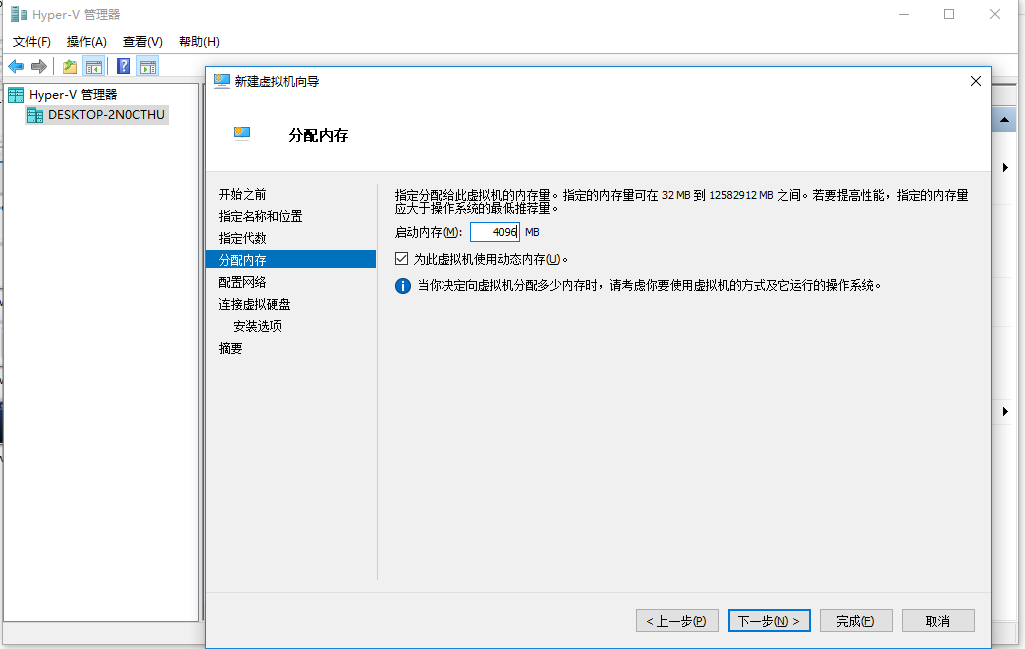 Hyper-V 管理器
文件(F) 操作(A) 查看(V) 帮助(H)
Hyper-V 管理器
DESKTOP-2N0CTHU
新建虚拟机向导
分配内存
开始之前
指定名称和位置
指定代数
分配内存
配置网络
连接虚拟硬盘
安装选项
摘要
指定分配给此虚拟机的内存量。指定的内存量可在 32 MB 到 12582912 MB 之间。若要提高性能，指定的内存量
应大于操作系统的最低推荐量。
启动内存(M): 4096 MB
为此虚拟机使用动态内存(U)。
当你决定向虚拟机分配多少内存时，请考虑你要使用虚拟机的方式及它运行的操作系统。
< 上一步(P) 下一步(N) > 完成(F) 取消